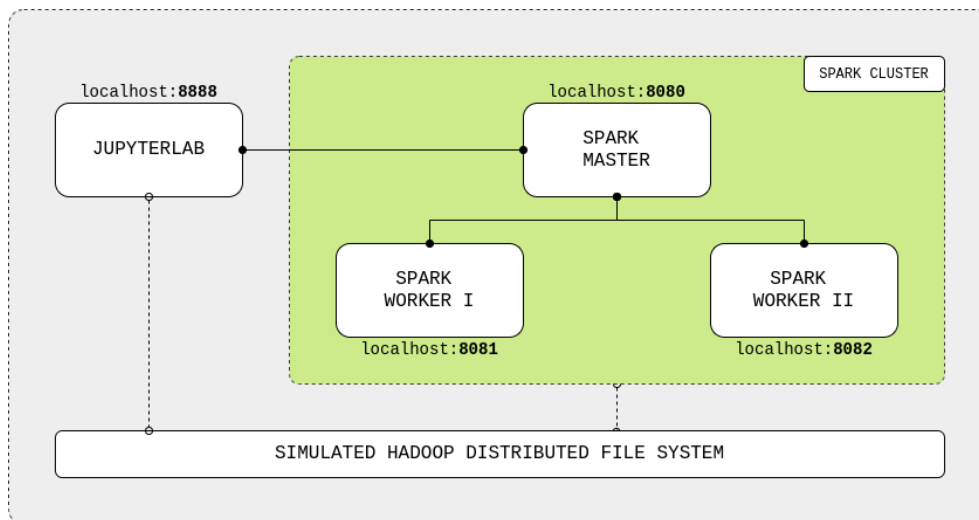 SPARK CLUSTER
localhost:8888
localhost:8080
JUPYTERLAB
SPARK
MASTER
SPARK
WORKER I
SPARK
WORKER II
localhost:8081
localhost:8082
SIMULATED HADOOP DISTRIBUTED FILE SYSTEM